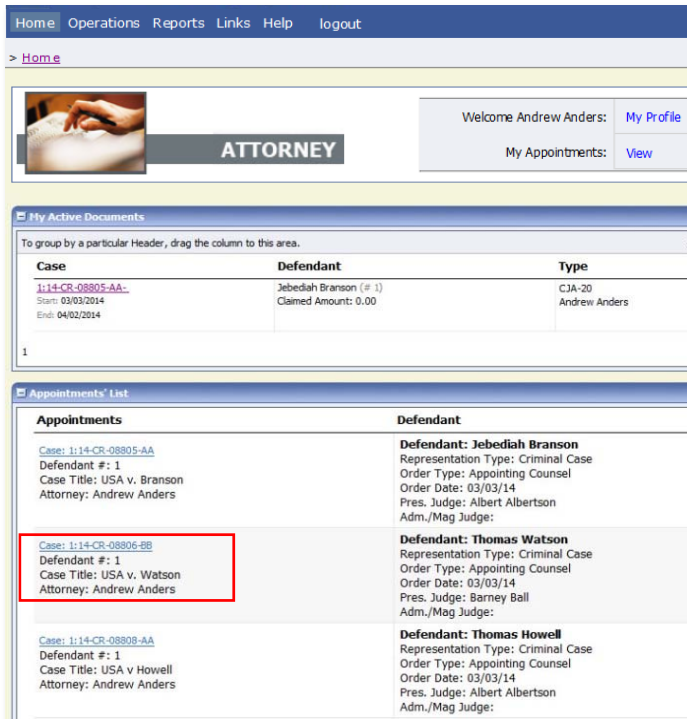 Home Operations Reports Links Help logout
> Home
ATTORNEY
Welcome Andrew Anders: My Profile
My Appointments: View
My Active Documents
To group by a particular Header, drag the column to this area.
Case Defendant Type
1:14-CR-08805-AA- Jebediah Branson (# 1) CJA-20
Start: 03/03/2014 Claimed Amount: 0.00 Andrew Anders
End: 04/02/2014
1
Appointments' List
Appointments Defendant
Case: 1:14-CR-08805-AA
Defendant #: 1
Case Title: USA v. Branson
Attorney: Andrew Anders
Defendant: Jebediah Branson
Representation Type: Criminal Case
Order Type: Appointing Counsel
Order Date: 03/03/14
Pres. Judge: Albert Albertson
Adm./Mag Judge:
Case: 1:14-CR-08806-BB
Defendant #: 1
Case Title: USA v. Watson
Attorney: Andrew Anders
Defendant: Thomas Watson
Representation Type: Criminal Case
Order Type: Appointing Counsel
Order Date: 03/03/14
Pres. Judge: Barney Ball
Adm./Mag Judge:
Case: 1:14-CR-08808-AA
Defendant #: 1
Case Title: USA v Howell
Attorney: Andrew Anders
Defendant: Thomas Howell
Representation Type: Criminal Case
Order Type: Appointing Counsel
Order Date: 03/03/14
Pres. Judge: Albert Albertson
Adm./Mag Judge: